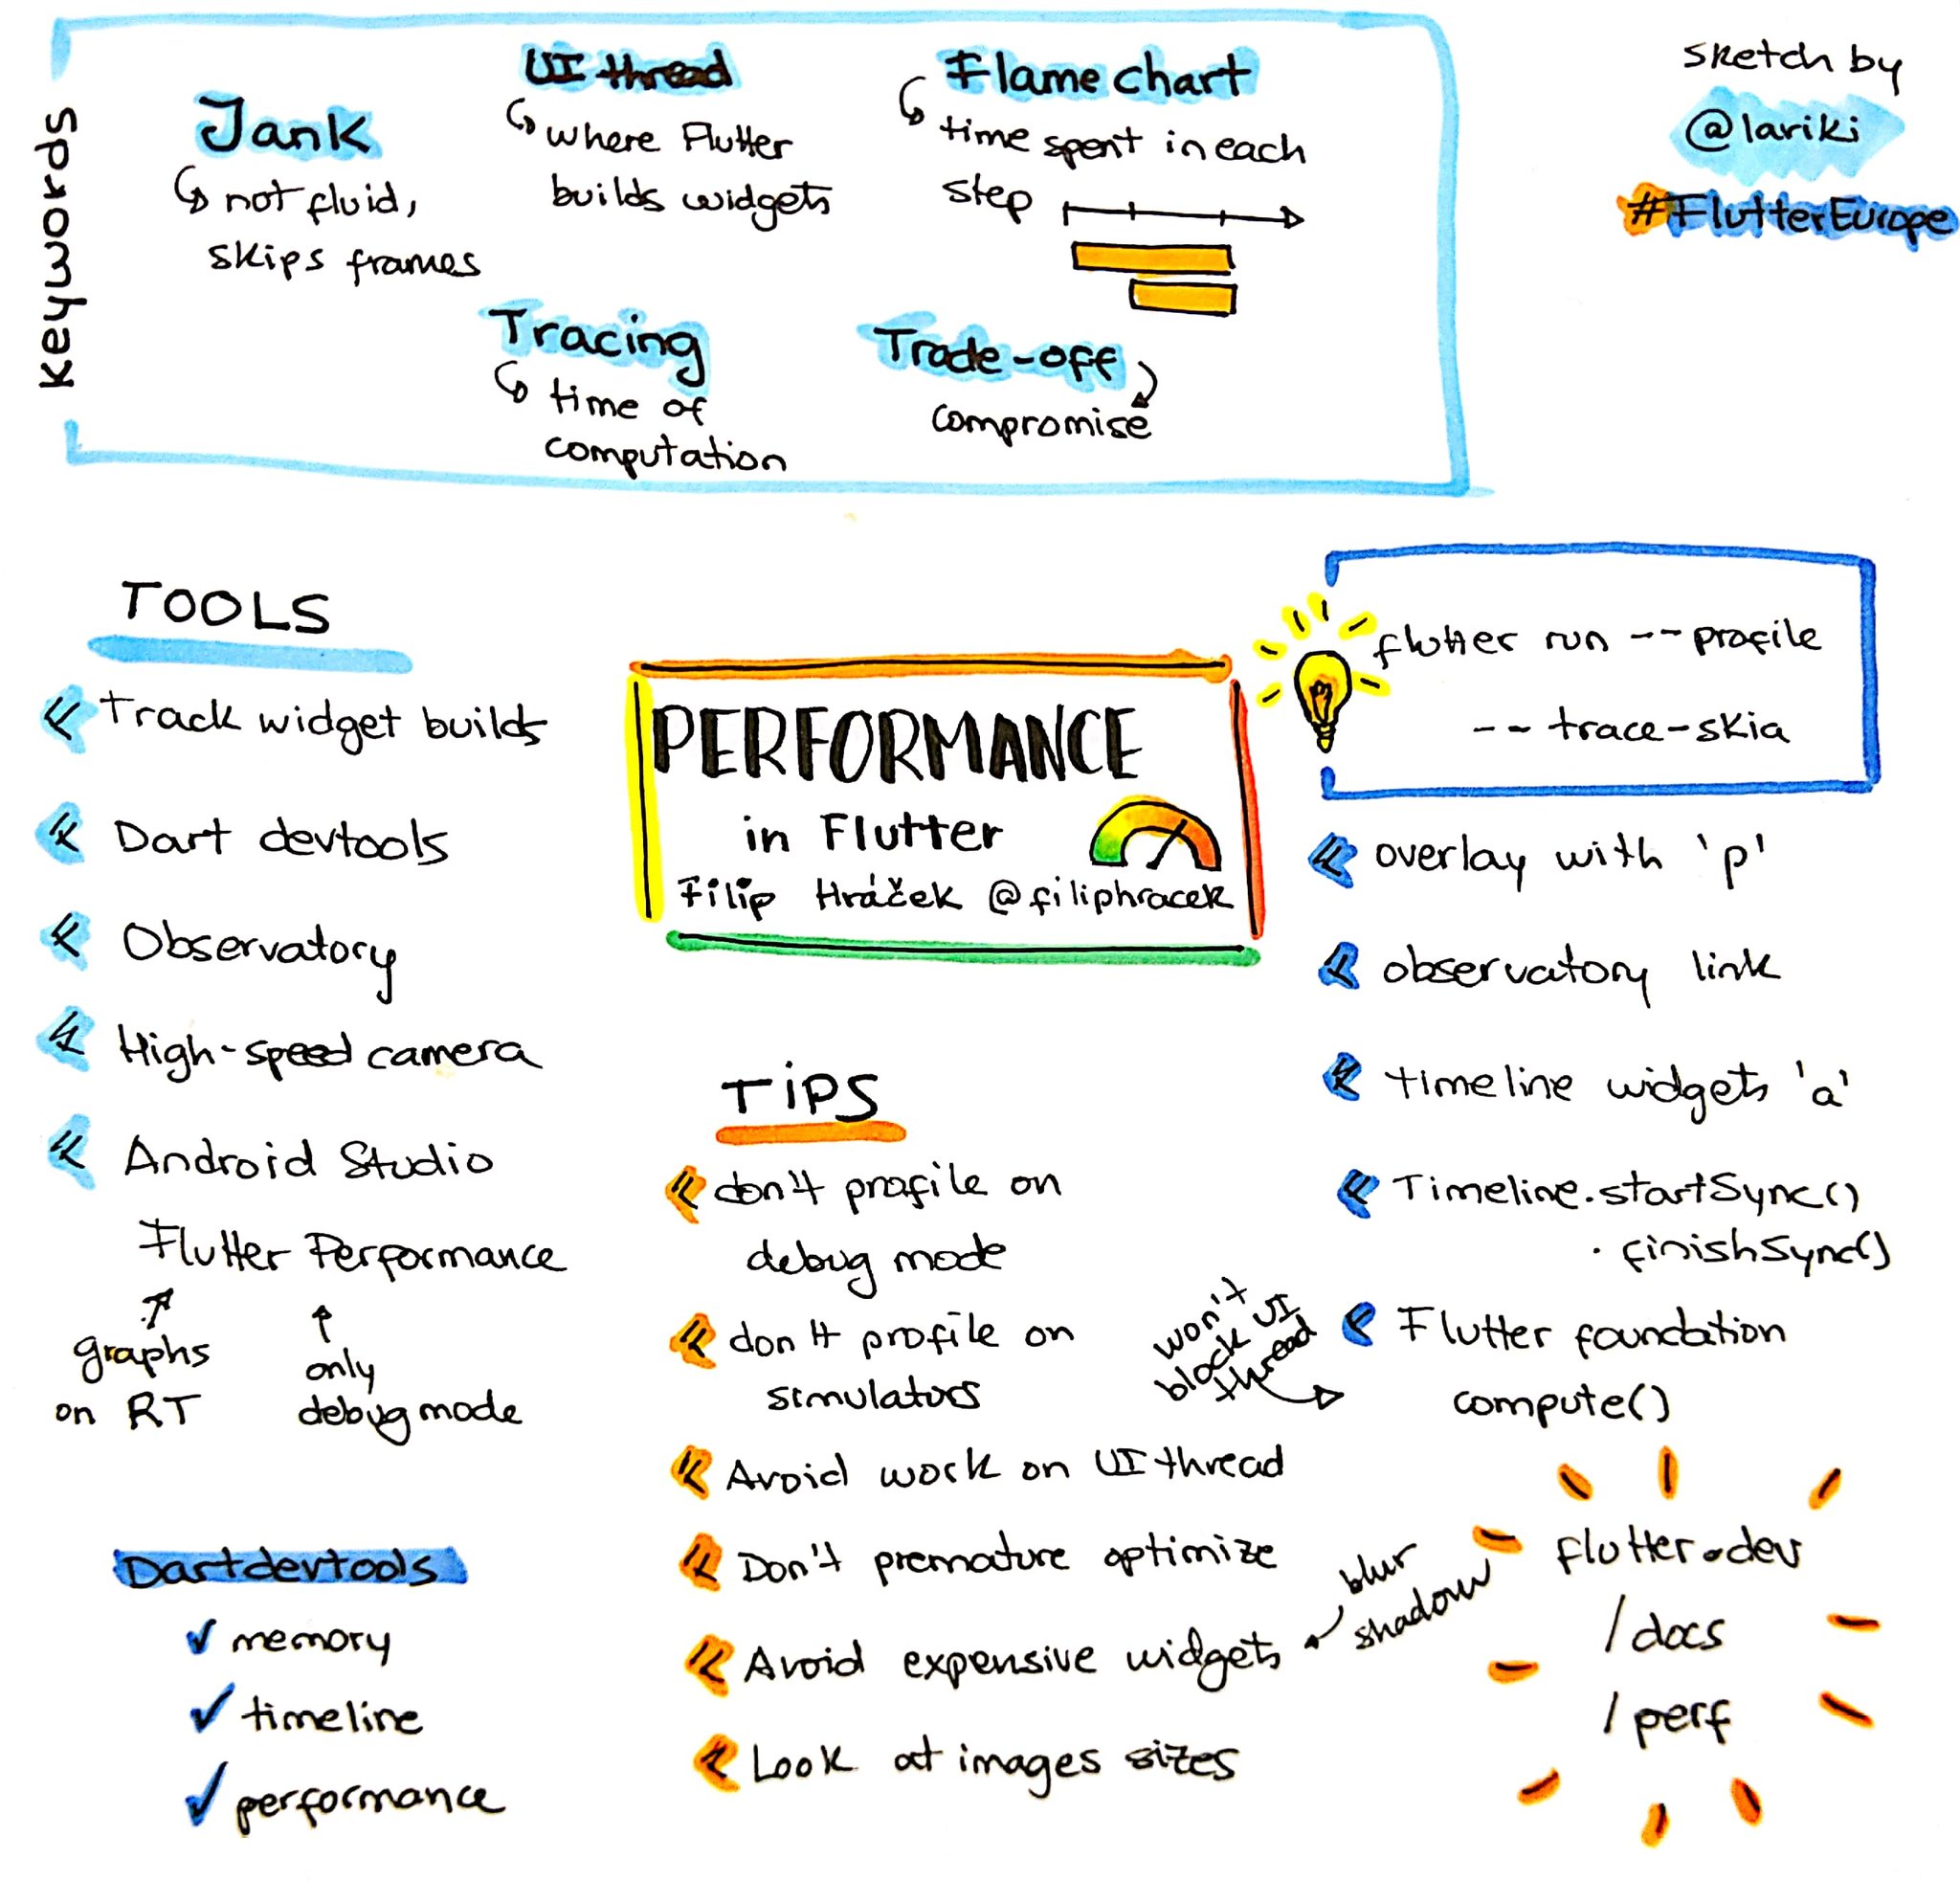 Keywords
Jank
not fluid,
skips frames
UI thread
where Flutter
builds widgets
Flame chart
time spent in each
step
Tracing
time of
computation
Trade-off
compromise
sketch by
@lariki
#FlutterEurope
TOOLS
Track widget builds
Dart devtools
Observatory
High-speed camera
Android Studio
Flutter Performance
graphs
on RT
only
debug mode
Dart devtools
memory
timeline
performance
PERFORMANCE
in Flutter
Filip Hráček @filiphracek
TIPS
don't profile on
debug mode
don't profile on
simulators
Avoid work on UI thread
Don't premature optimize
Avoid expensive widgets
blur
shadow
Look at images sizes
flutter run --profile
--trace-skia
overlay with 'p'
observatory link
timeline widgets 'a'
Timeline.startSync()
.finishSync()
Flutter foundation
compute()
won't
block UI
thread
flutter.dev
/docs
/perf